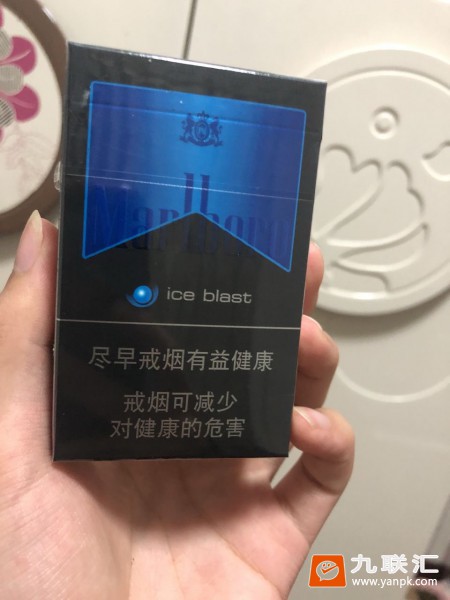 Marlboro
ice blast
尽早戒烟有益健康
戒烟可减少
对健康的危害
九联汇
www.yanpk.com